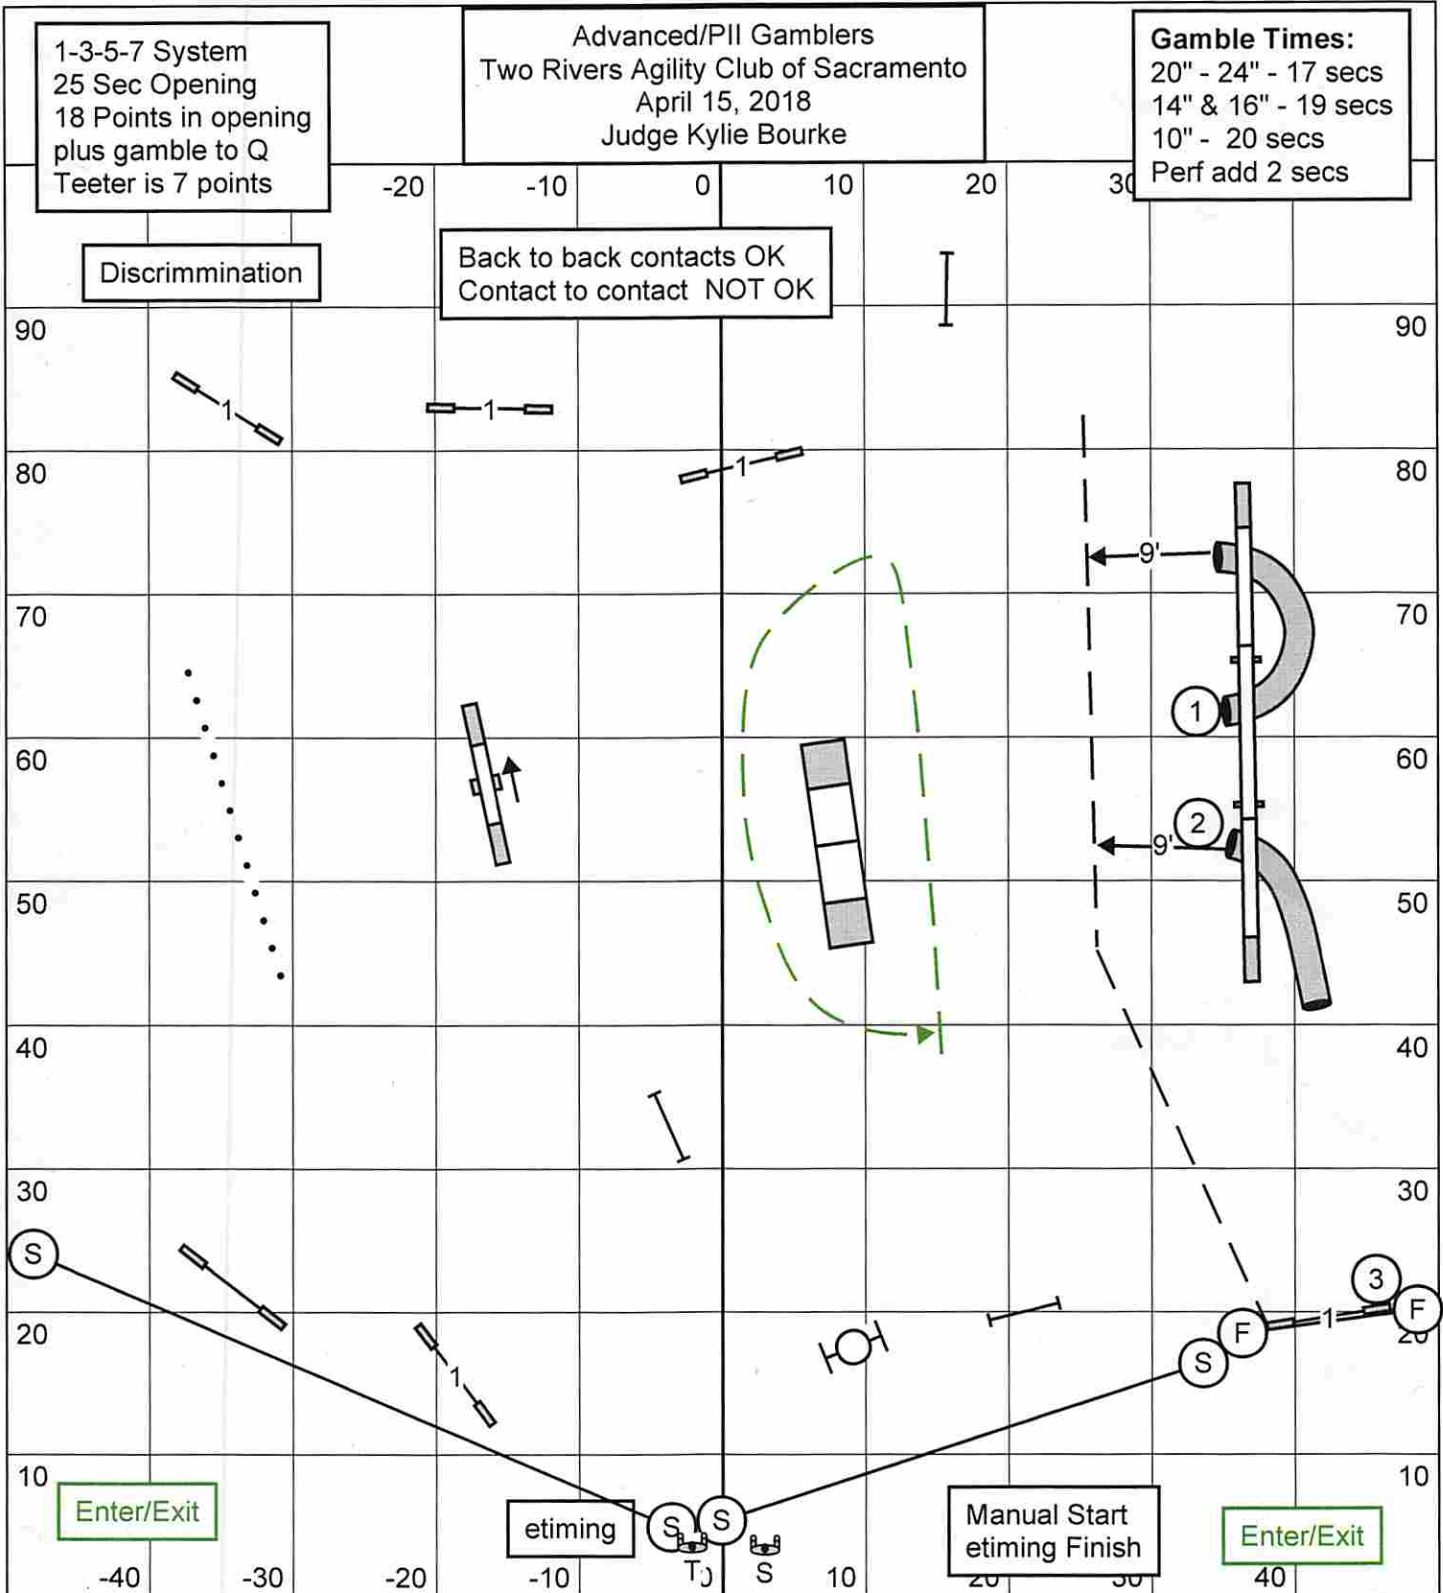 1-3-5-7 System
25 Sec Opening
18 Points in opening
plus gamble to Q
Teeter is 7 points
Advanced/PII Gamblers
Two Rivers Agility Club of Sacramento
April 15, 2018
Judge Kylie Bourke
Gamble Times:
20" - 24" - 17 secs
14" & 16" - 19 secs
10" - 20 secs
Perf add 2 secs
-20 -10 0 10 20 30
Discrimmination
Back to back contacts OK
Contact to contact NOT OK
90 90
1 1
80 1 80
9'
70 70
1
60 60
2
9'
50 50
40 40
30 30
S
3
F
20 1 F 20
S
1
10 10
Enter/Exit
etiming
S S
Manual Start
etiming Finish
Enter/Exit
T S
-40 -30 -20 -10 10 20 30 40